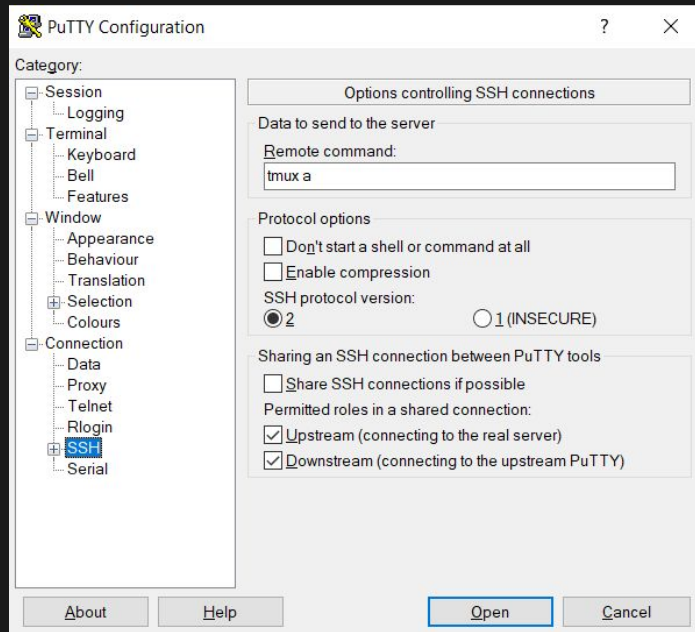 PuTTY Configuration
?
Category:
Session
Logging
Terminal
Keyboard
Bell
Features
Window
Appearance
Behaviour
Translation
Selection
Colours
Connection
Data
Proxy
Telnet
Rlogin
SSH
Serial
Options controlling SSH connections
Data to send to the server
Remote command:
tmux a
Protocol options
Don't start a shell or command at all
Enable compression
SSH protocol version:
2 1 (INSECURE)
Sharing an SSH connection between PuTTY tools
Share SSH connections if possible
Permitted roles in a shared connection:
Upstream (connecting to the real server)
Downstream (connecting to the upstream PuTTY)
About Help Open Cancel